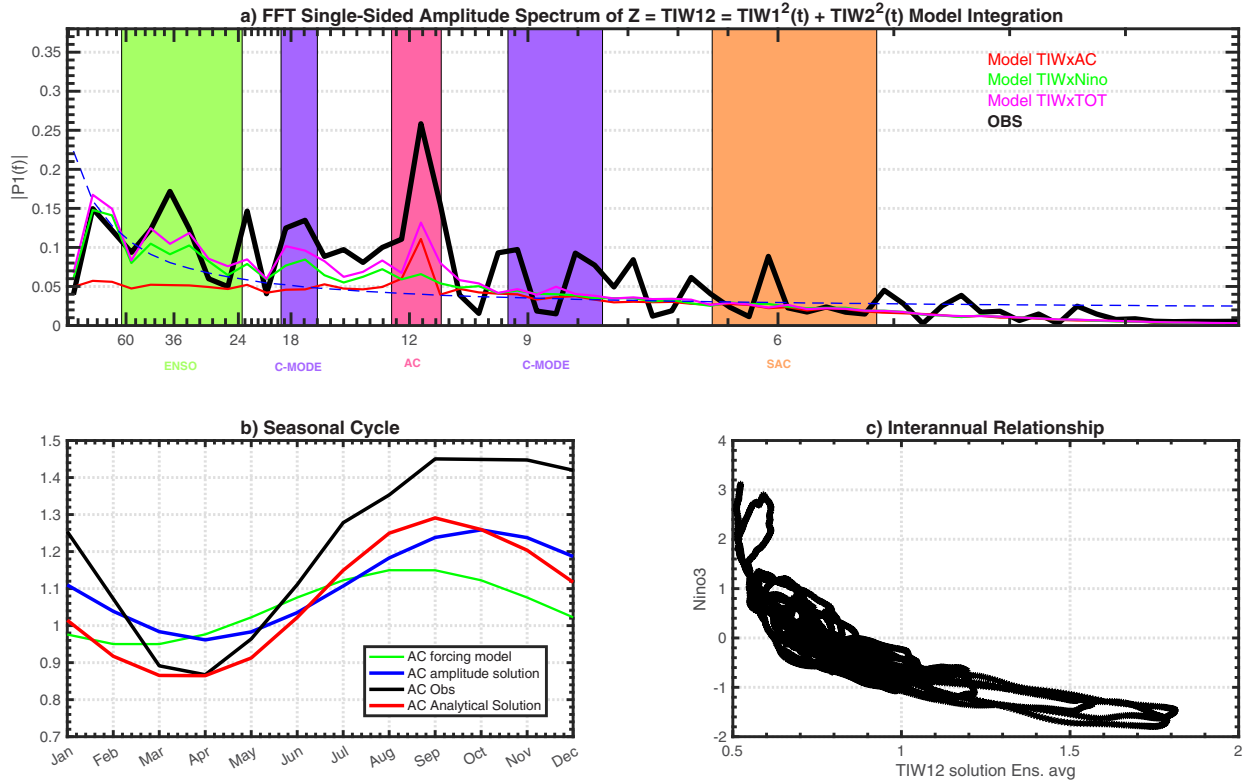 a) FFT Single-Sided Amplitude Spectrum of Z = TIW12 = TIW1²(t) + TIW2²(t) Model Integration
|P1(f)|
0.35
0.3
0.25
0.2
0.15
0.1
0.05
0
Model TIWxAC
Model TIWxNino
Model TIWxTOT
OBS
60 36 24 18 12 9 6
ENSO C-MODE AC C-MODE SAC
b) Seasonal Cycle
1.5
1.4
1.3
1.2
1.1
1
0.9
0.8
0.7
AC forcing model
AC amplitude solution
AC Obs
AC Analytical Solution
Jan Feb Mar Apr May Jun Jul Aug Sep Oct Nov Dec
c) Interannual Relationship
Nino3
4
3
2
1
0
-1
-2
0.5 1 1.5 2
TIW12 solution Ens. avg